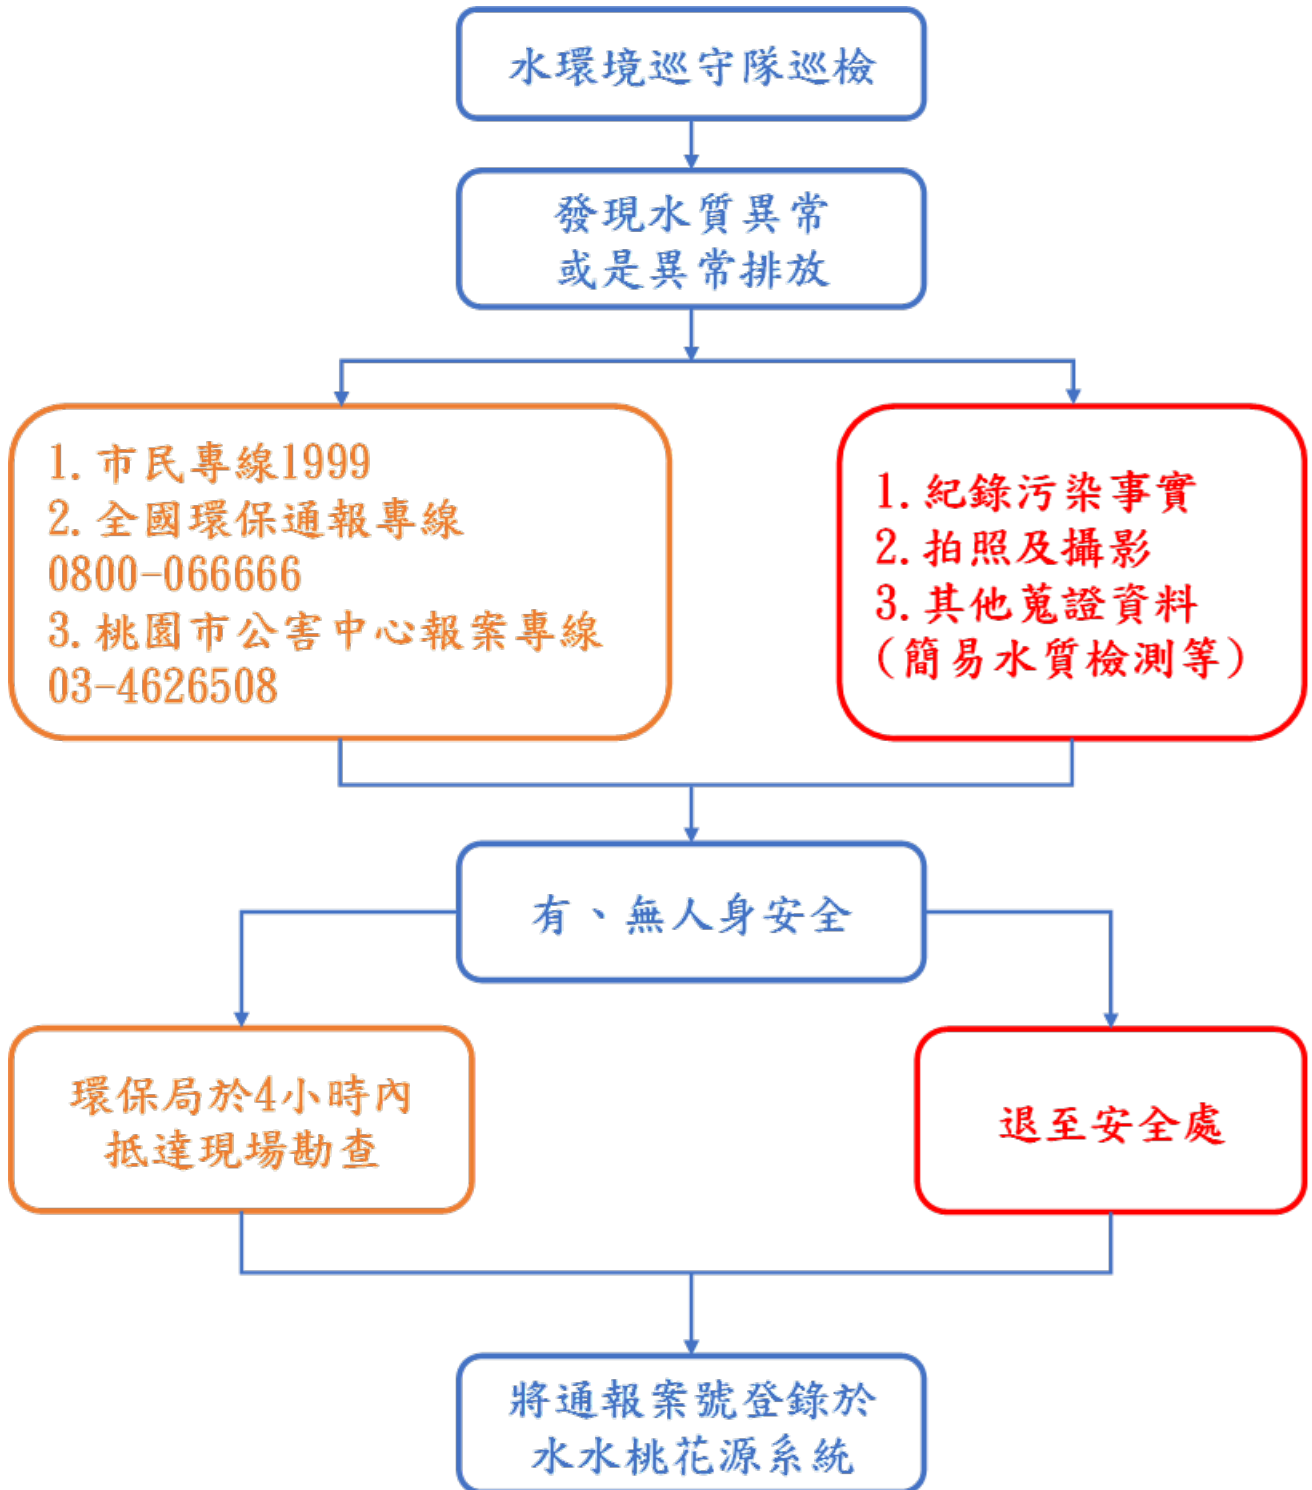 水環境巡守隊巡檢
發現水質異常
或是異常排放
1.市民專線1999
2.全國環保通報專線
0800-066666
3.桃園市公害中心報案專線
03-4626508
1.紀錄污染事實
2.拍照及攝影
3.其他蒐證資料
(簡易水質檢測等)
有、無人身安全
環保局於4小時內
抵達現場勘查
退至安全處
將通報案號登錄於
水水桃花源系統